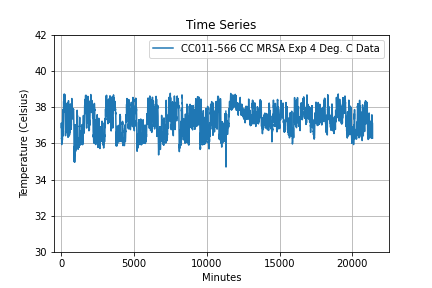 Time Series
CC011-566 CC MRSA Exp 4 Deg. C Data
Temperature (Celsius)
42
40
38
36
34
32
30
0 5000 10000 15000 20000
Minutes